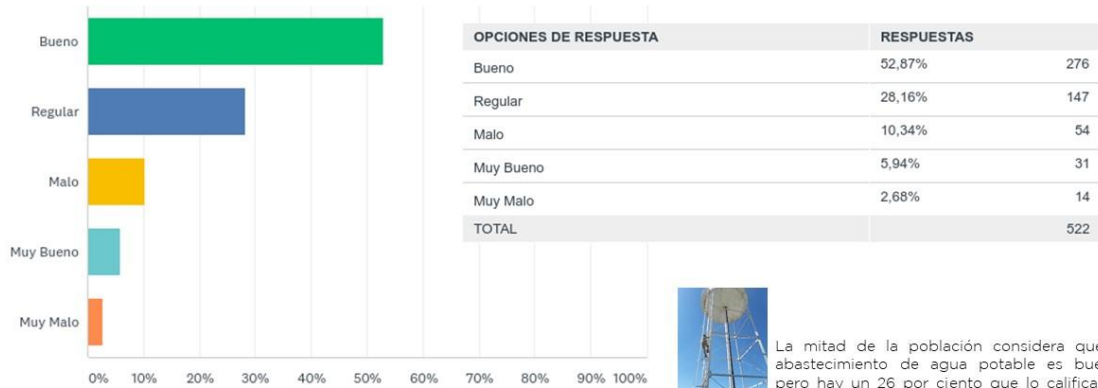 Bueno
Regular
Malo
Muy Bueno
Muy Malo
0% 10% 20% 30% 40% 50% 60% 70% 80% 90% 100%
OPCIONES DE RESPUESTA RESPUESTAS
Bueno 52,87% 276
Regular 28,16% 147
Malo 10,34% 54
Muy Bueno 5,94% 31
Muy Malo 2,68% 14
TOTAL 522
La mitad de la población considera que
abastecimiento de agua potable es bue
pero hay un 26 por ciento que lo califica